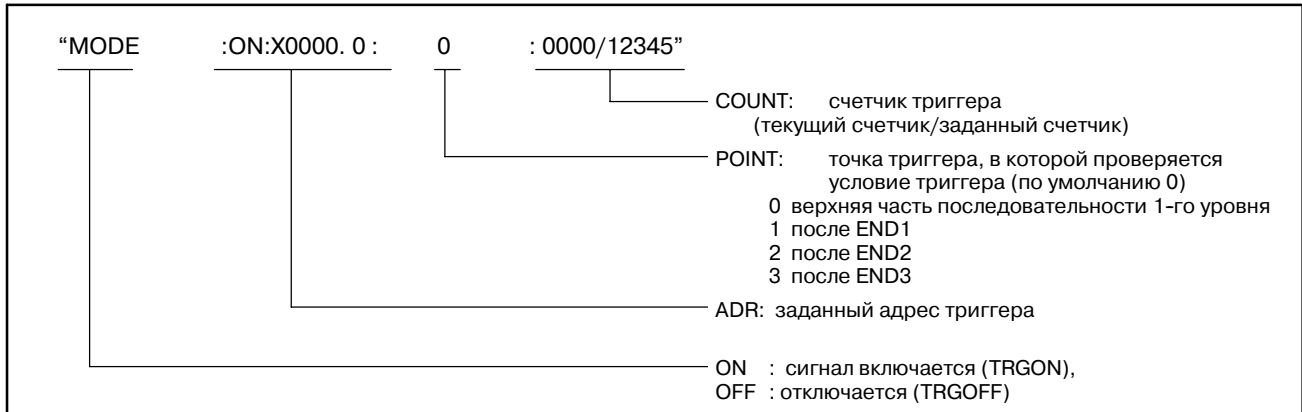 “MODE :ON:X0000. 0 : 0 : 0000/12345”
COUNT: счетчик триггера
(текущий счетчик/заданный счетчик)
POINT: точка триггера, в которой проверяется
условие триггера (по умолчанию 0)
0 верхняя часть последовательности 1-го уровня
1 после END1
2 после END2
3 после END3
ADR: заданный адрес триггера
ON : сигнал включается (TRGON),
OFF : отключается (TRGOFF)